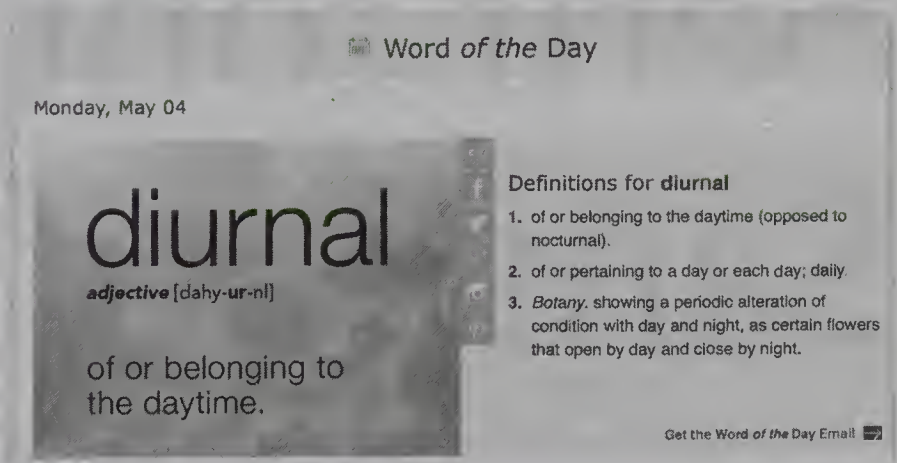 Word of the Day
Monday, May 04
diurnal
adjective [dahy-ur-nl]
of or belonging to
the daytime.
Definitions for diurnal
1. of or belonging to the daytime (opposed to
nocturnal).
2. of or pertaining to a day or each day; daily.
3. Botany. showing a periodic alteration of
condition with day and night, as certain flowers
that open by day and close by night.
Get the Word of the Day Email